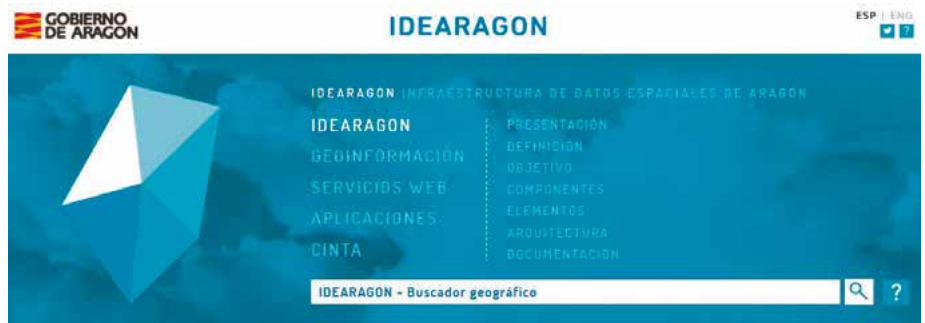 GOBIERNO
DE ARAGON
IDEARAGON
ESP | ENG
?
IDEARAGON INFRAESTRUCTURA DE DATOS ESPACIALES DE ARAGON
IDEARAGON
GEOINFORMACIÓN
SERVICIOS WEB
APLICACIONES
CINTA
PRESENTACIÓN
DEFINICIÓN
OBJETIVO
COMPONENTES
ELEMENTOS
ARQUITECTURA
DOCUMENTACIÓN
IDEARAGON - Buscador geográfico
?